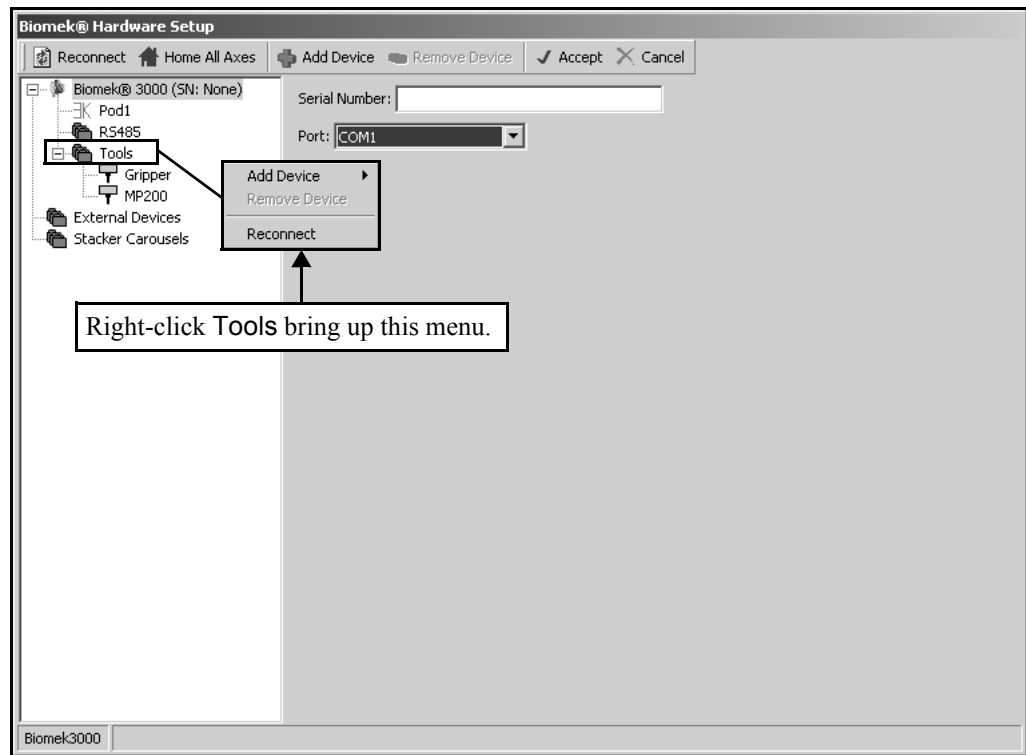 Biomek® Hardware Setup
Reconnect Home All Axes Add Device Remove Device Accept Cancel
Biomek® 3000 (SN: None)
Pod1
RS485
Tools
Gripper
MP200
External Devices
Stacker Carousels
Serial Number:
Port: COM1
Add Device
Remove Device
Reconnect
Right-click Tools bring up this menu.
Biomek3000